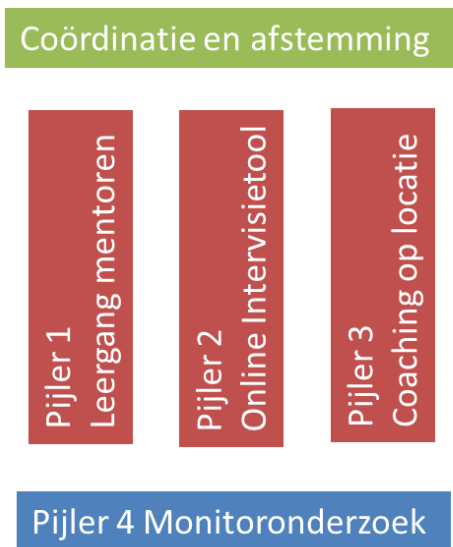 Coördinatie en afstemming
Pijler 1
Leergang mentoren
Pijler 2
Online Intervisietool
Pijler 3
Coaching op locatie
Pijler 4 Monitoronderzoek